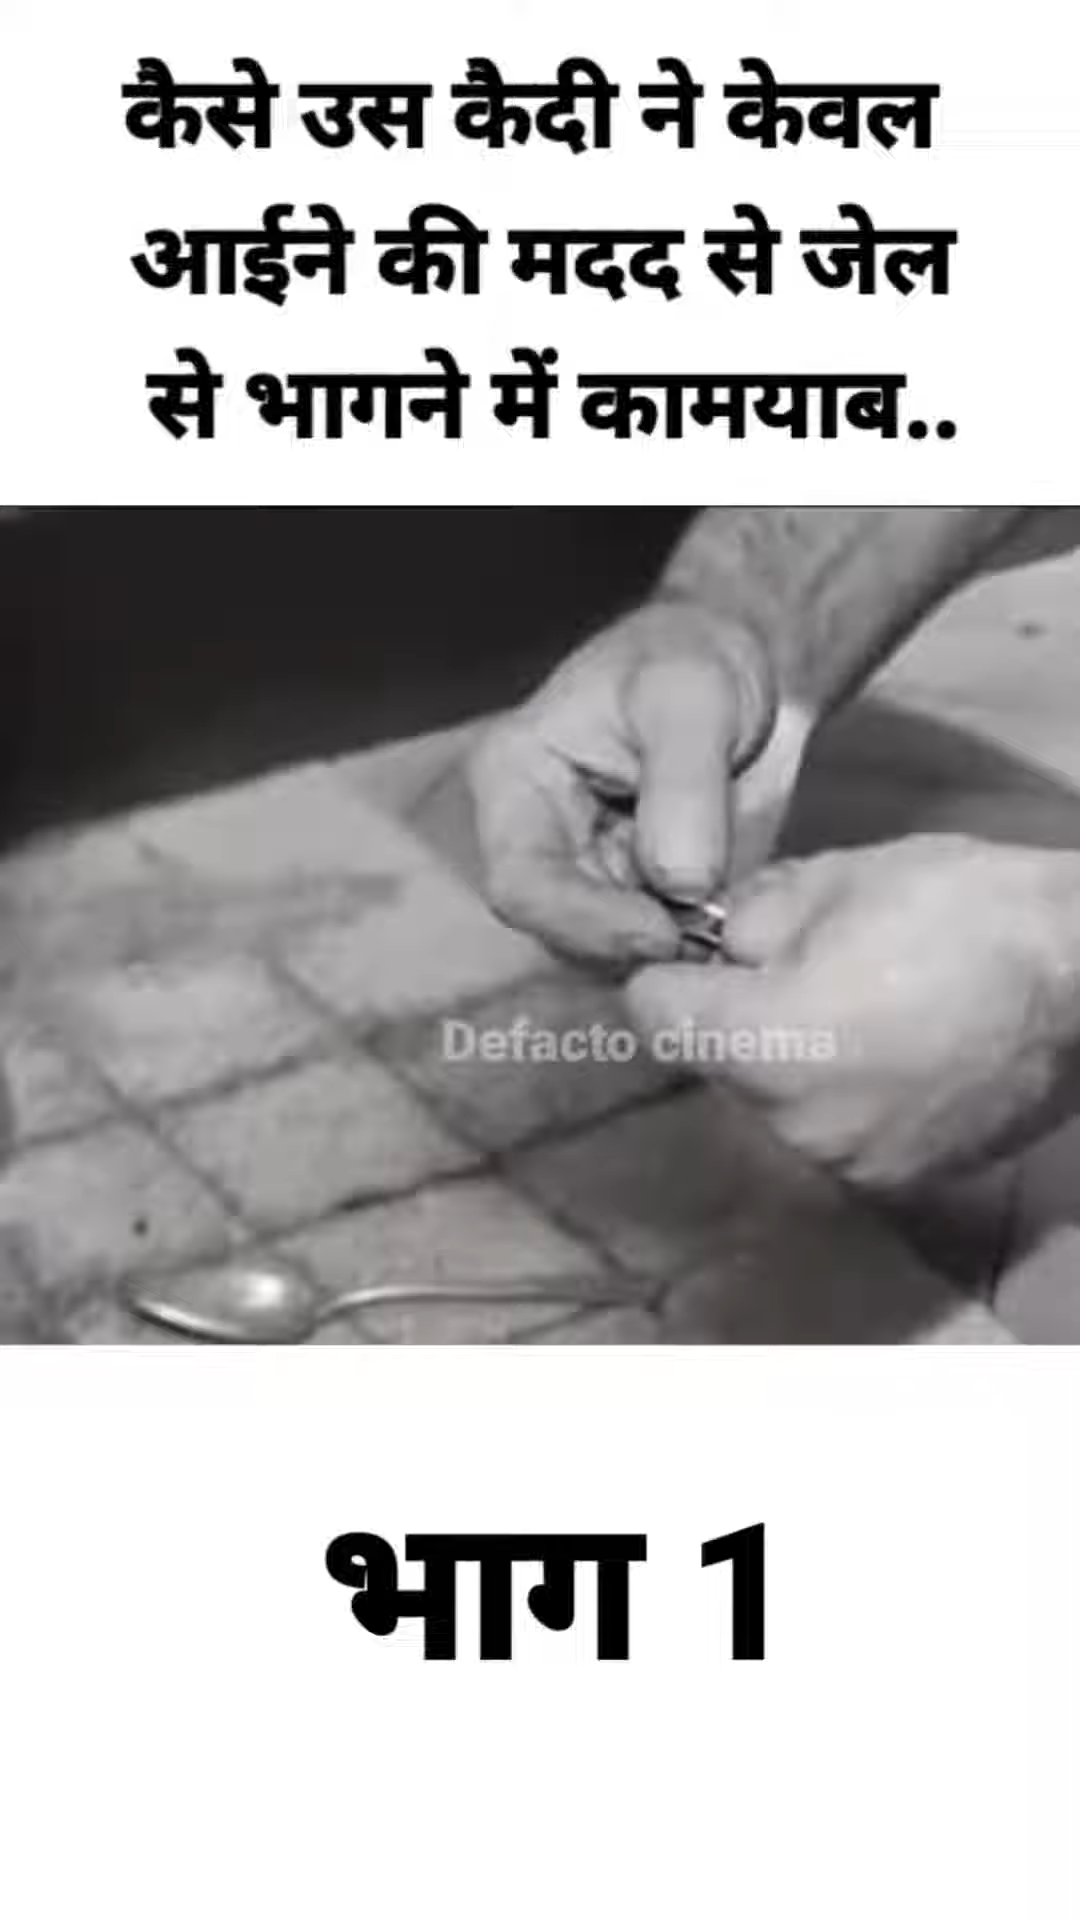 कैसे उस कैदी ने केवल
आईने की मदद से जेल
से भागने में कामयाब..
Defacto cinema
भाग 1